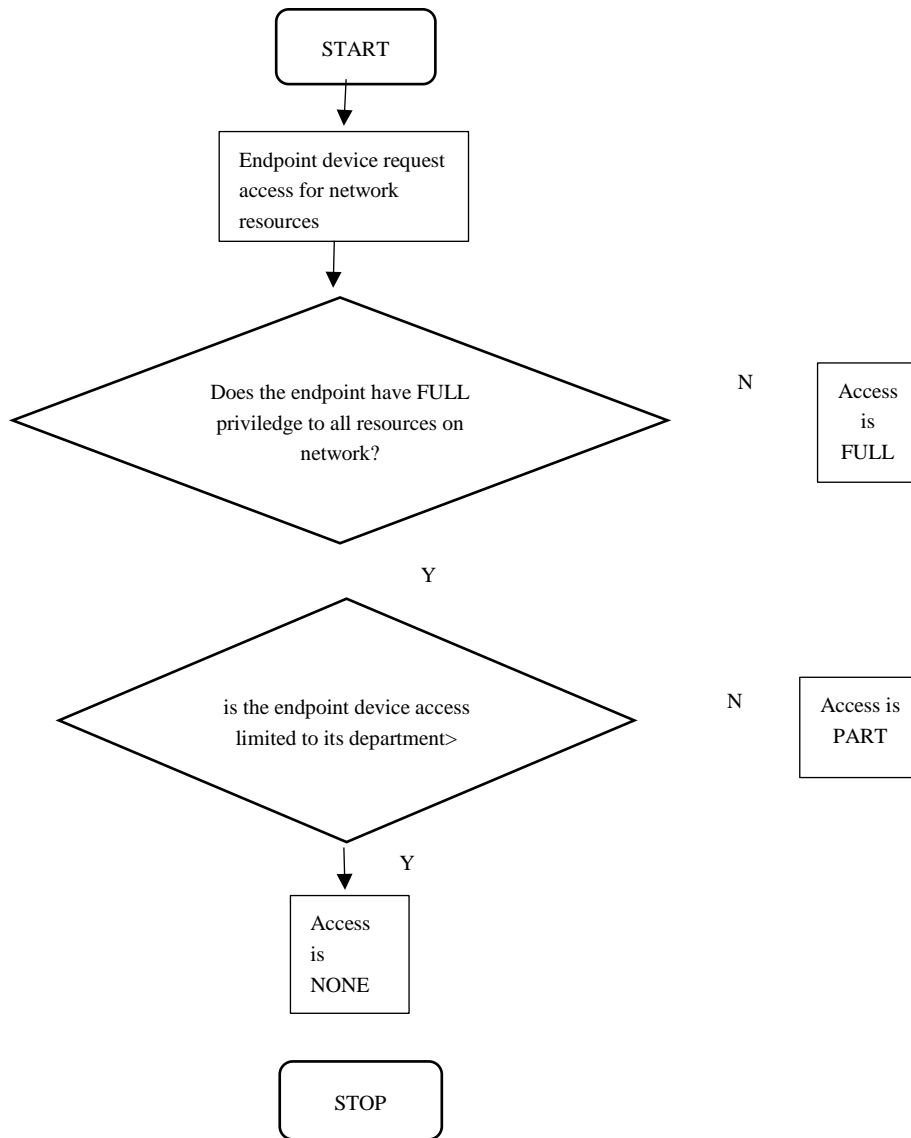 START
Endpoint device request
access for network
resources
Does the endpoint have FULL
priviledge to all resources on
network?
N
Access
is
FULL
Y
is the endpoint device access
limited to its department>
N
Access is
PART
Y
Access
is
NONE
STOP